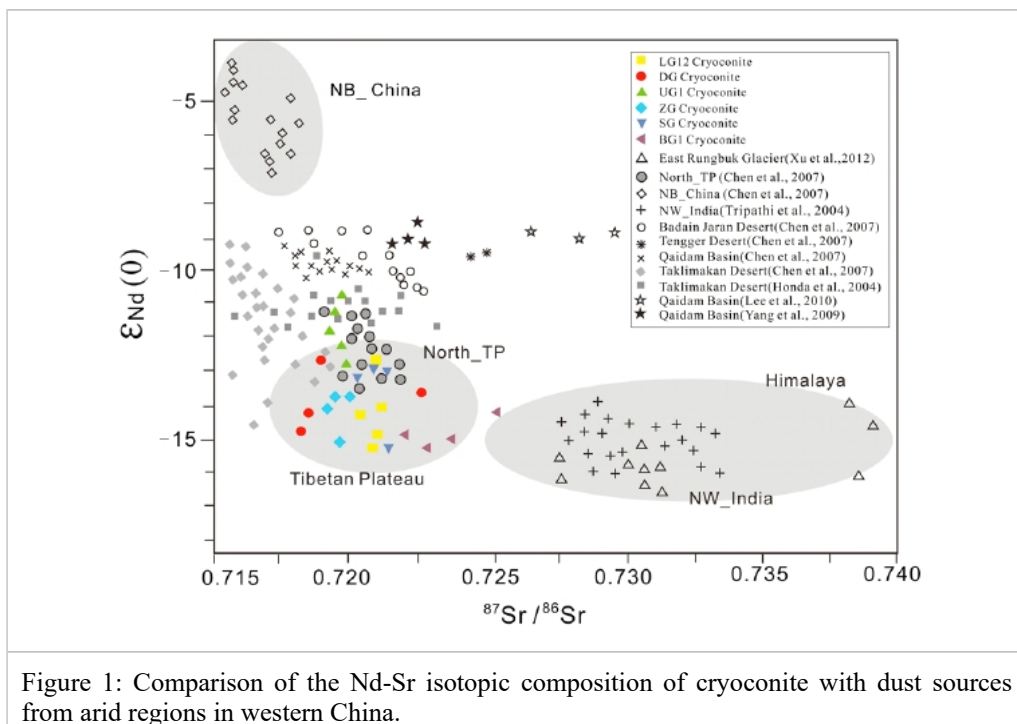 NB_ China
−5
−10
−15
εNd(0)
LG12 Cryoconite
DG Cryoconite
UG1 Cryoconite
ZG Cryoconite
SG Cryoconite
BG1 Cryoconite
East Rungbuk Glacier(Xu et al.,2012)
North_TP (Chen et al., 2007)
NB_China (Chen et al., 2007)
NW_India(Tripathi et al., 2004)
Badain Jaran Desert(Chen et al., 2007)
Tengger Desert(Chen et al., 2007)
Qaidam Basin(Chen et al., 2007)
Taklimakan Desert(Chen et al., 2007)
Taklimakan Desert(Honda et al., 2004)
Qaidam Basin(Lee et al., 2010)
Qaidam Basin(Yang et al., 2009)
North_TP
Himalaya
Tibetan Plateau
NW_India
0.715 0.720 0.725 0.730 0.735 0.740
⁸⁷Sr /⁸⁶Sr
Figure 1: Comparison of the Nd-Sr isotopic composition of cryoconite with dust sources
from arid regions in western China.